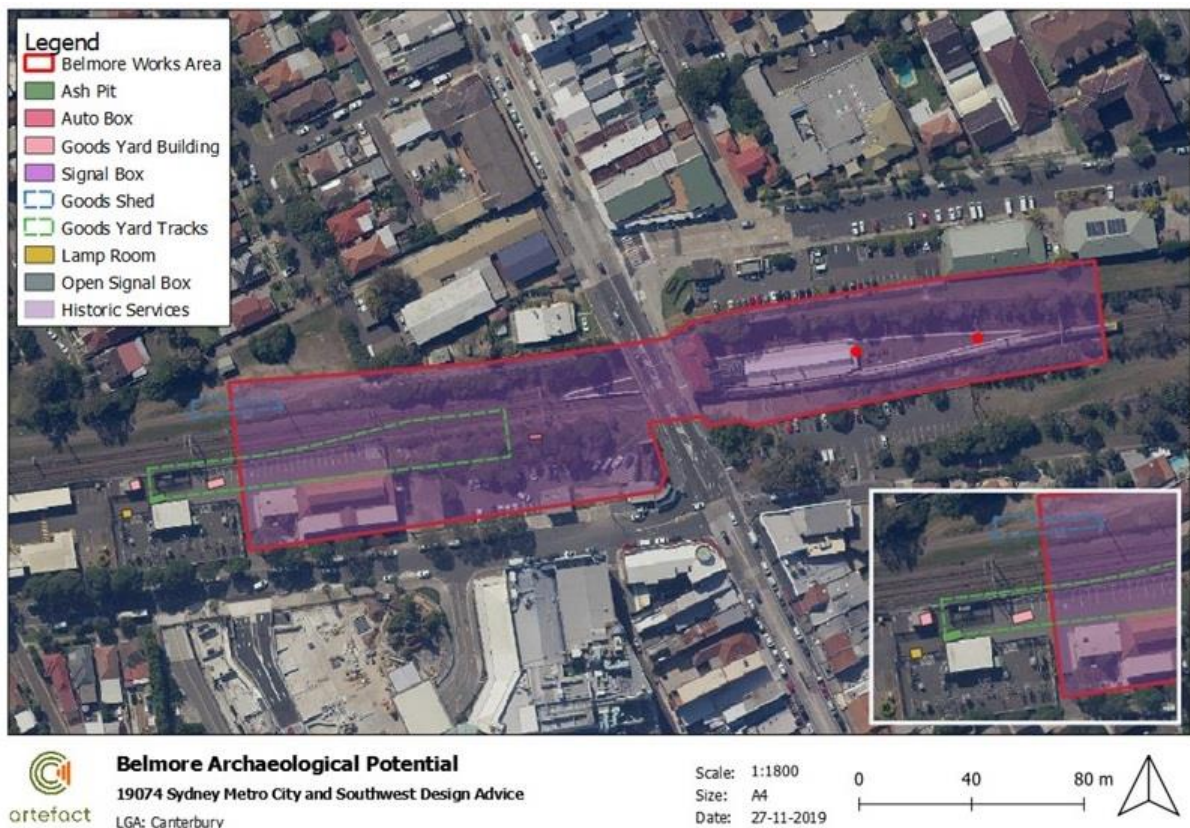 Legend
Belmore Works Area
Ash Pit
Auto Box
Goods Yard Building
Signal Box
Goods Shed
Goods Yard Tracks
Lamp Room
Open Signal Box
Historic Services
artefact
Belmore Archaeological Potential
19074 Sydney Metro City and Southwest Design Advice
LGA: Canterbury
Scale: 1:1800
Size: A4
Date: 27-11-2019
0 40 80 m